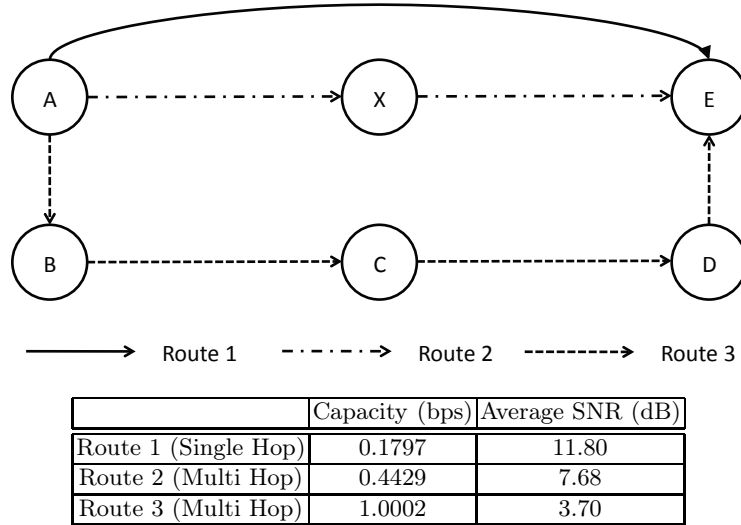 A X E
B C D
Route 1 Route 2 Route 3
Capacity (bps) Average SNR (dB)
Route 1 (Single Hop) 0.1797 11.80
Route 2 (Multi Hop) 0.4429 7.68
Route 3 (Multi Hop) 1.0002 3.70